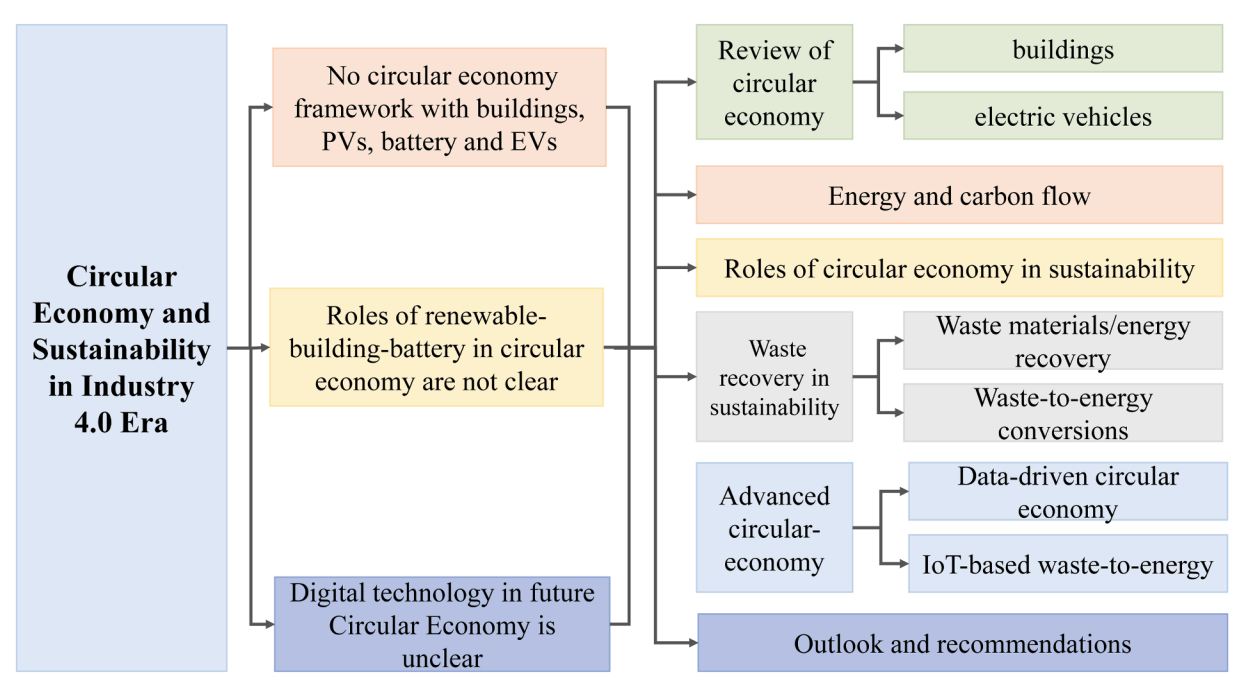 Circular
Economy and
Sustainability
in Industry
4.0 Era
No circular economy
framework with buildings,
PVs, battery and EVs
Roles of renewable-
building-battery in circular
economy are not clear
Digital technology in future
Circular Economy is
unclear
Review of
circular
economy
buildings
electric vehicles
Energy and carbon flow
Roles of circular economy in sustainability
Waste
recovery in
sustainability
Waste materials/energy
recovery
Waste-to-energy
conversions
Advanced
circular-
economy
Data-driven circular
economy
IoT-based waste-to-energy
Outlook and recommendations